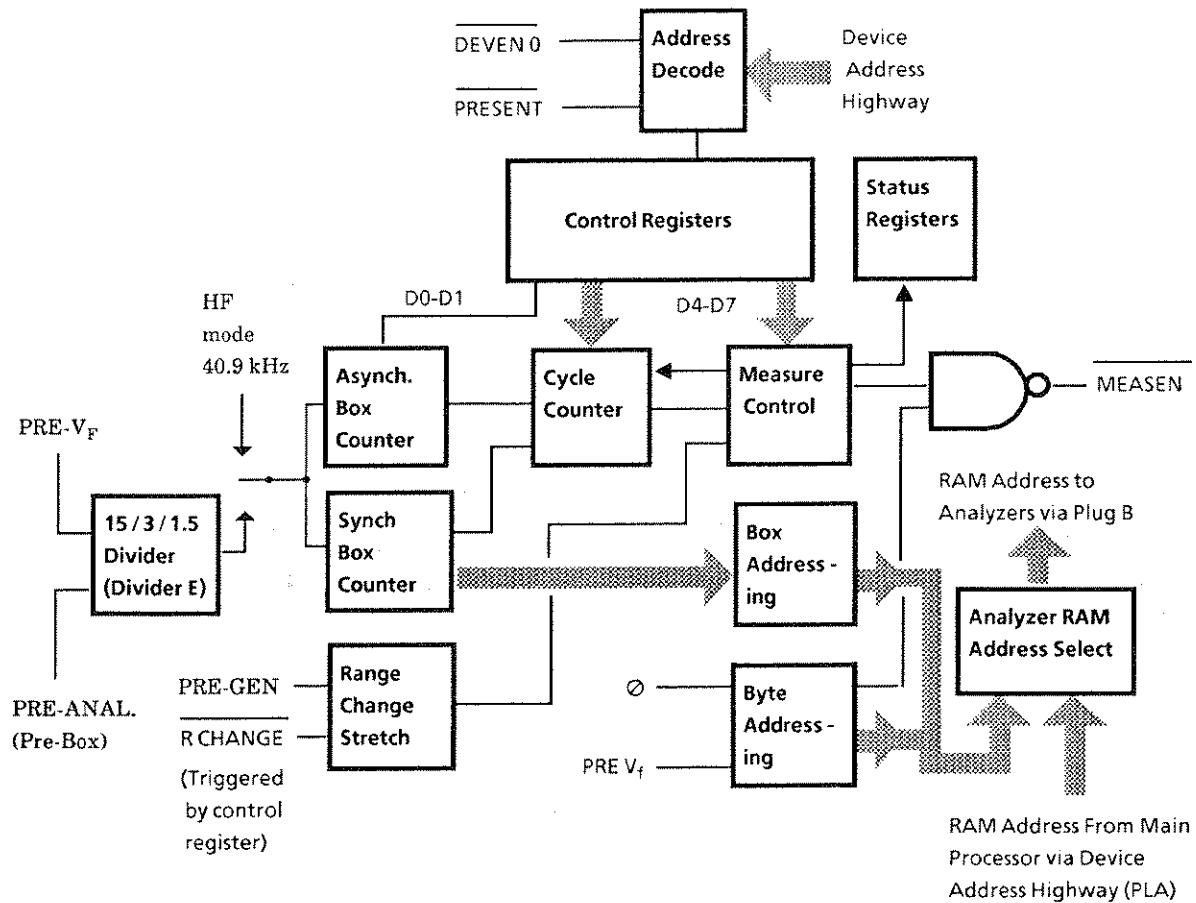 DEVEN 0
PRESENT
Address
Decode
Device
Address
Highway
Control Registers
Status
Registers
D0-D1
D4-D7
HF
mode
40.9 kHz
Asynch.
Box
Counter
Cycle
Counter
Measure
Control
MEASEN
PRE-VF
15 / 3 / 1.5
Divider
(Divider E)
Synch
Box
Counter
Box
Address -
ing
RAM Address to
Analyzers via Plug B
Analyzer RAM
Address Select
PRE-ANAL.
(Pre-Box)
PRE-GEN
R CHANGE
(Triggered
by control
register)
Range
Change
Stretch
∅
PRE Vf
Byte
Address -
ing
RAM Address From Main
Processor via Device
Address Highway (PLA)